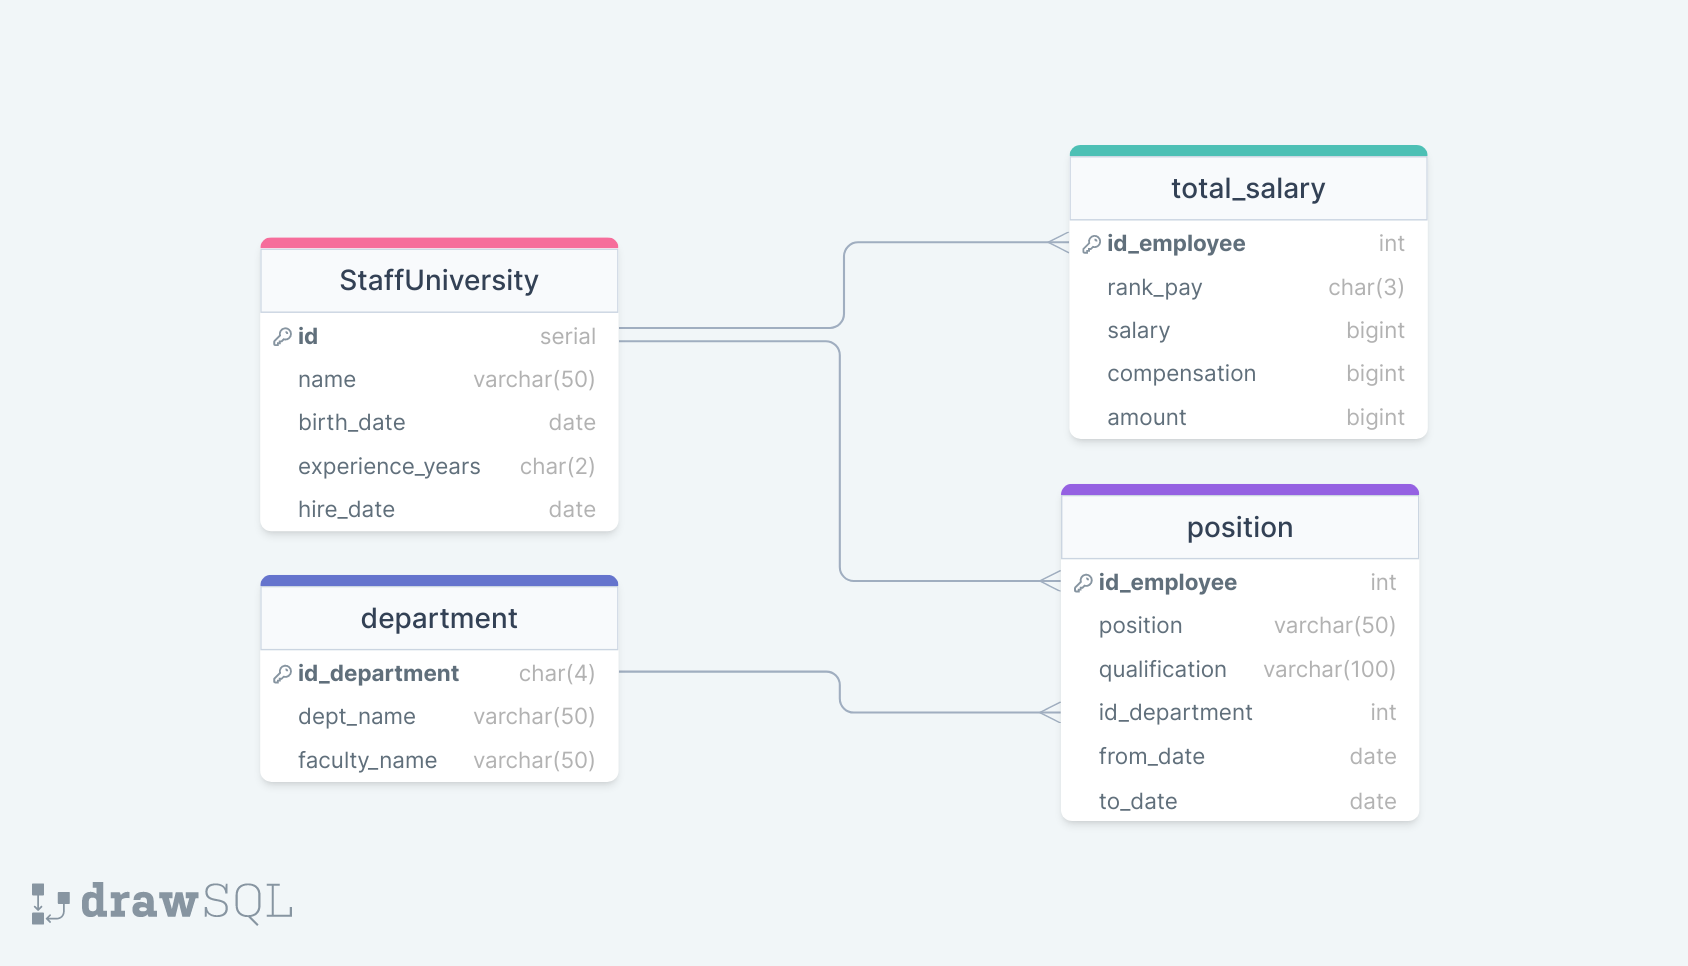 StaffUniversity
id serial
name varchar(50)
birth_date date
experience_years char(2)
hire_date date
department
id_department char(4)
dept_name varchar(50)
faculty_name varchar(50)
total_salary
id_employee int
rank_pay char(3)
salary bigint
compensation bigint
amount bigint
position
id_employee int
position varchar(50)
qualification varchar(100)
id_department int
from_date date
to_date date
drawSQL